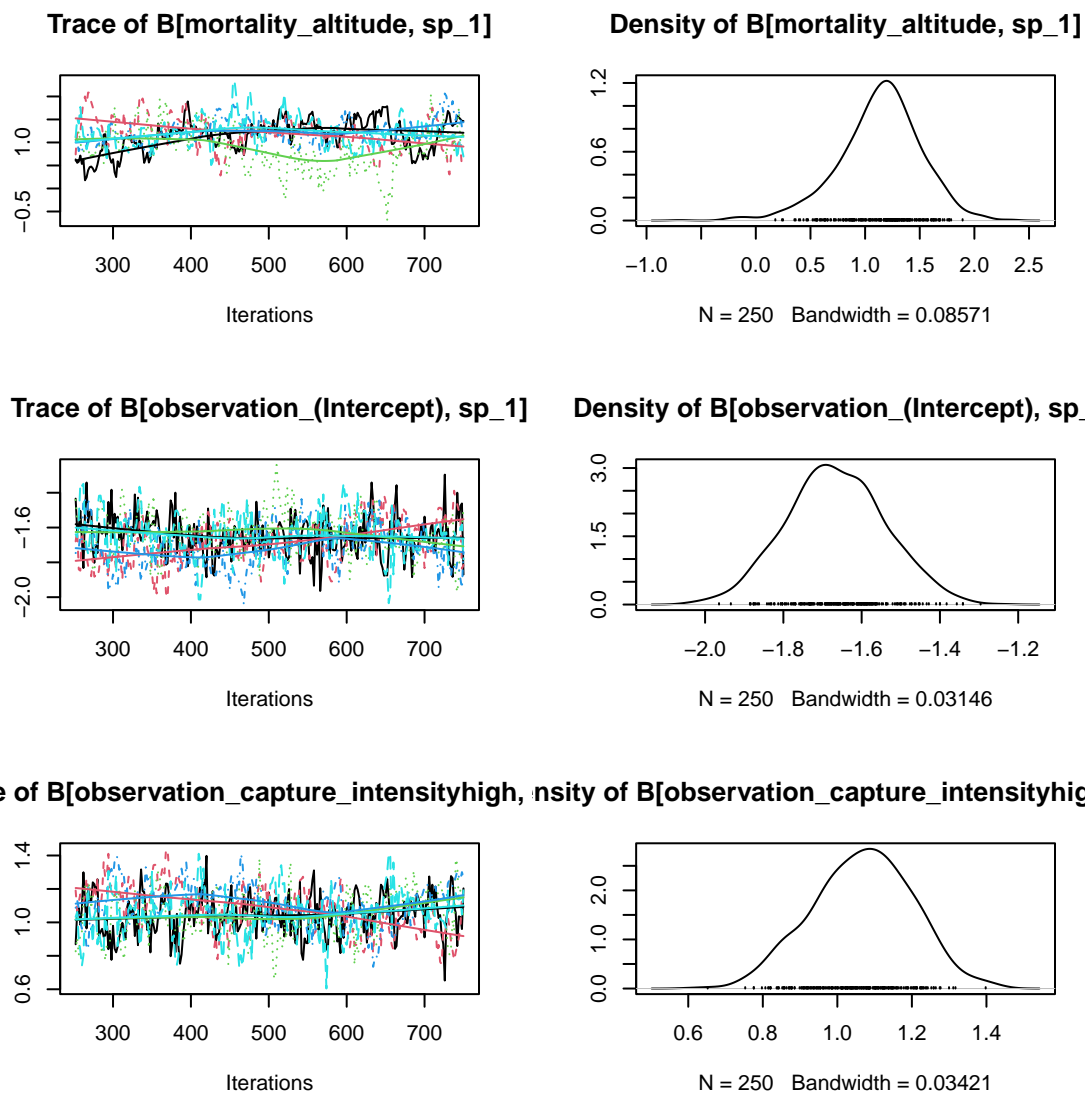 Trace of B[mortality_altitude, sp_1]
Density of B[mortality_altitude, sp_1]
1.0
−0.5
300 400 500 600 700
Iterations
1.2
0.6
0.0
−1.0 0.0 0.5 1.0 1.5 2.0 2.5
N = 250 Bandwidth = 0.08571
Trace of B[observation_(Intercept), sp_1]
Density of B[observation_(Intercept), sp_
−1.6
−2.0
300 400 500 600 700
Iterations
3.0
1.5
0.0
−2.0 −1.8 −1.6 −1.4 −1.2
N = 250 Bandwidth = 0.03146
e of B[observation_capture_intensityhigh,
nsity of B[observation_capture_intensityhig
1.4
1.0
0.6
300 400 500 600 700
Iterations
2.0
1.0
0.0
0.6 0.8 1.0 1.2 1.4
N = 250 Bandwidth = 0.03421